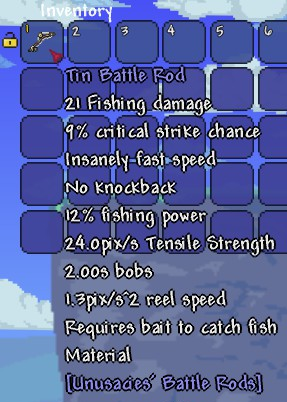 Inventory
1 2 3 4 5 6
Tin Battle Rod
21 Fishing damage
9% critical strike chance
Insanely fast speed
No knockback
12% fishing power
24.0pix/s Tensile Strength
2.00s bobs
1.3pix/s^2 reel speed
Requires bait to catch fish
Material
[Unusacies' Battle Rods]